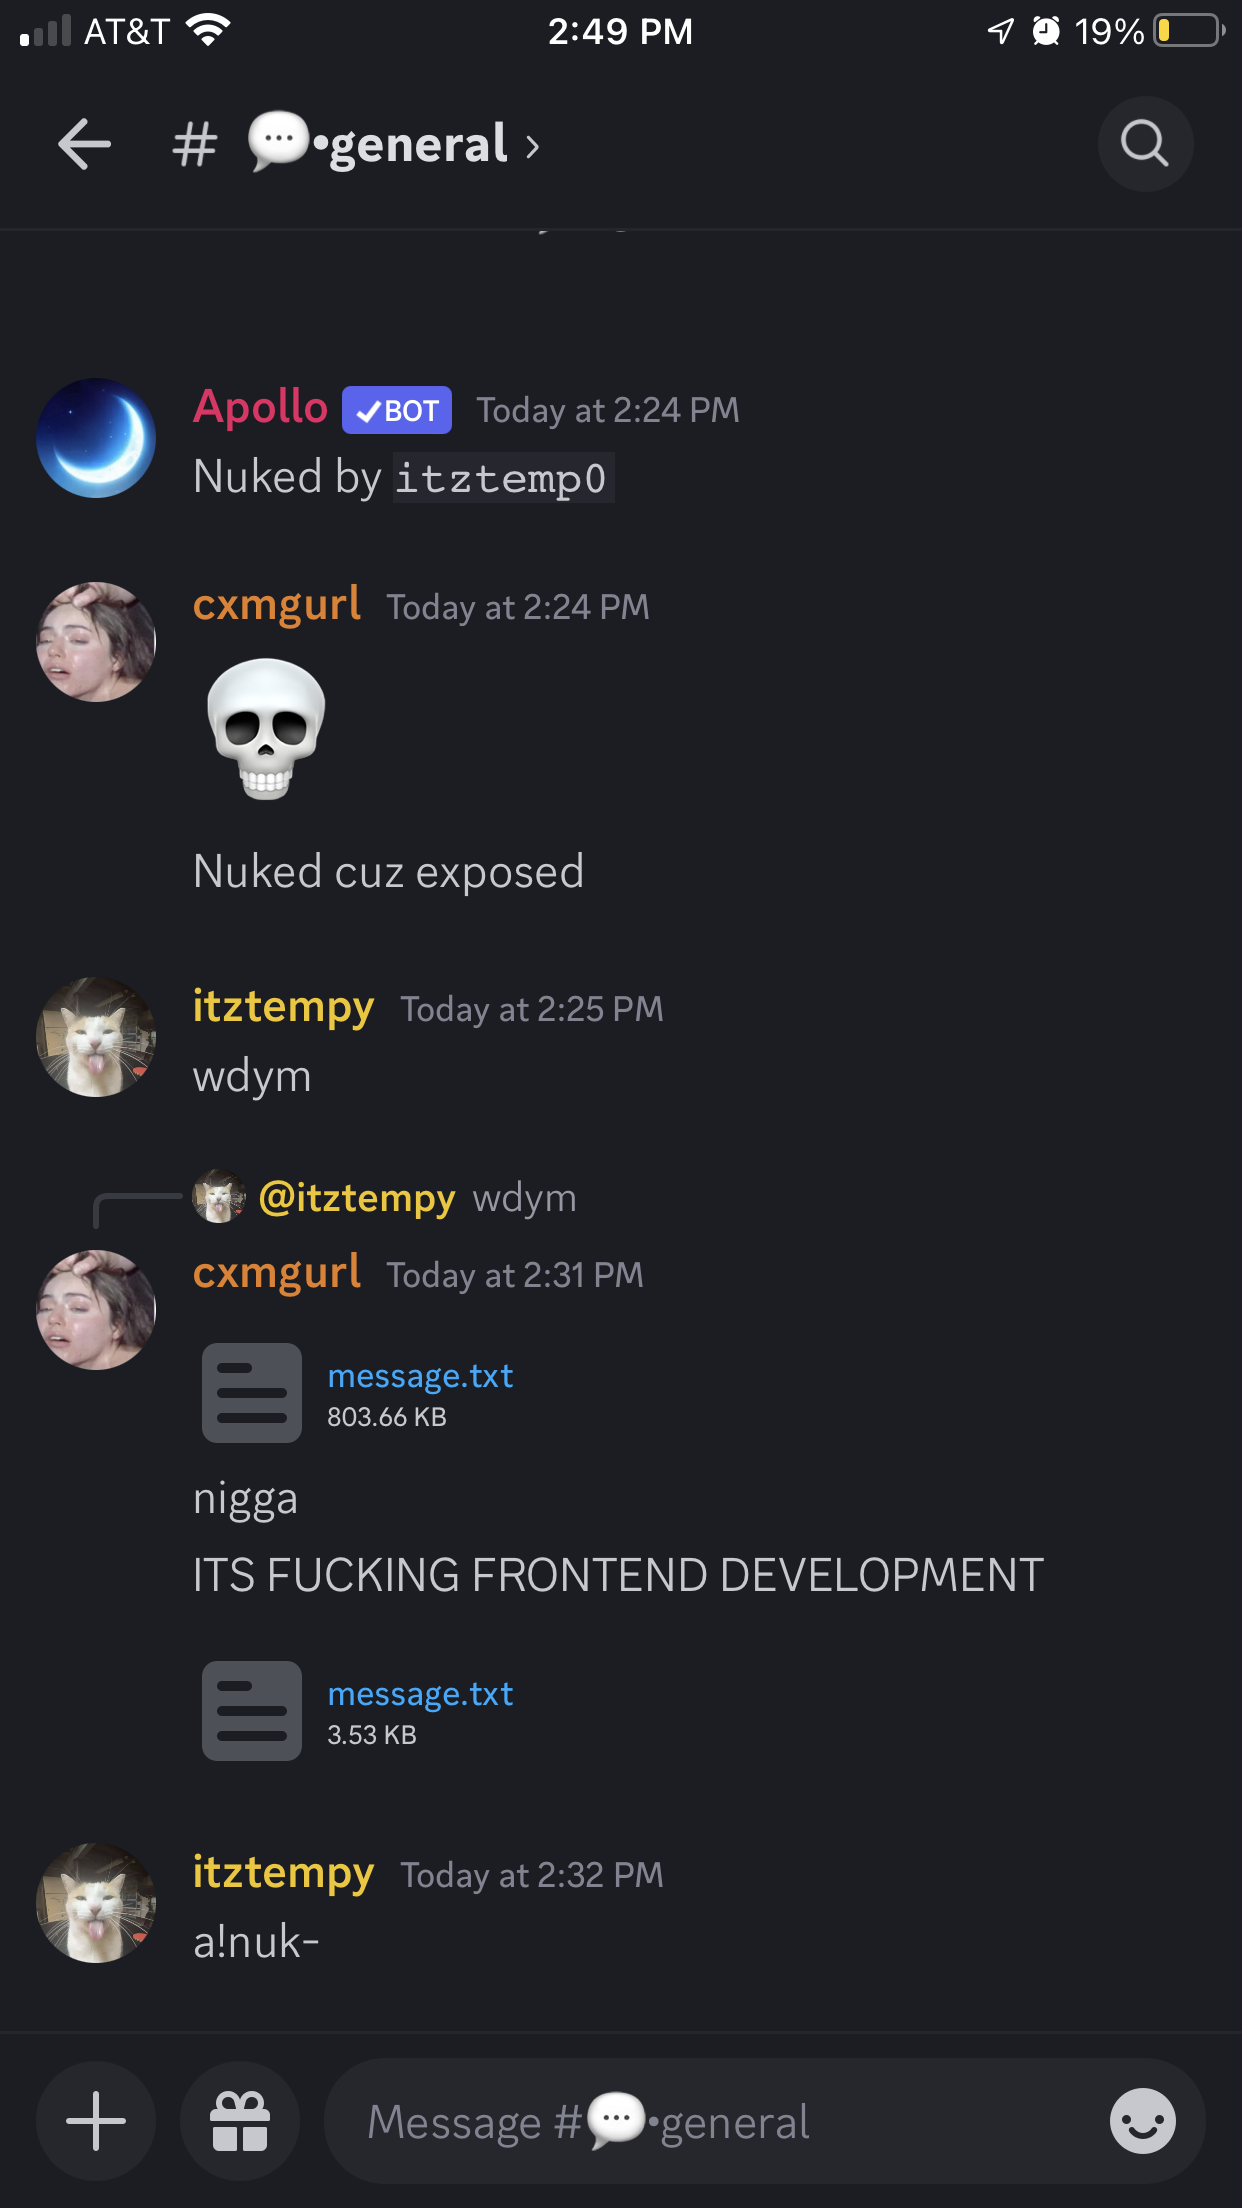 AT&T 2:49 PM 19%
# •general ›
Apollo ✓BOT Today at 2:24 PM
Nuked by itztemp0
cxmgurl Today at 2:24 PM
Nuked cuz exposed
itztempy Today at 2:25 PM
wdym
@itztempy wdym
cxmgurl Today at 2:31 PM
message.txt
803.66 KB
nigga
ITS FUCKING FRONTEND DEVELOPMENT
message.txt
3.53 KB
itztempy Today at 2:32 PM
a!nuk-
Message #💬•general